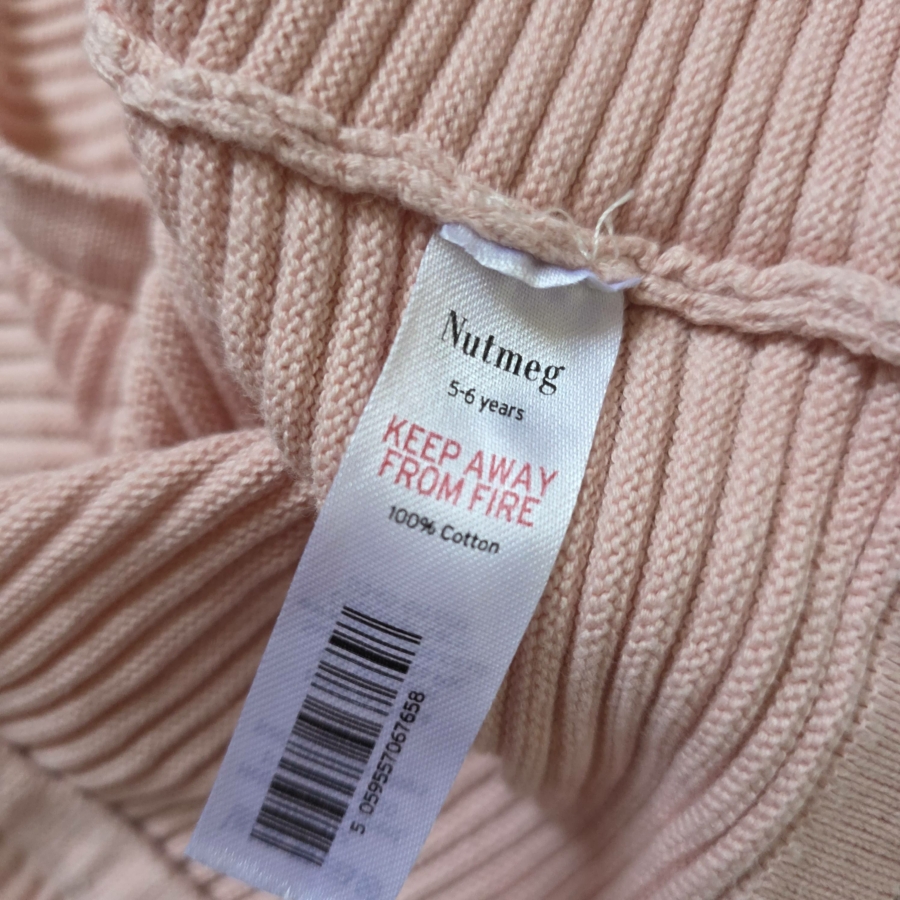 Nutmeg
5-6 years
KEEP AWAY
FROM FIRE
100% Cotton
5 059557067658